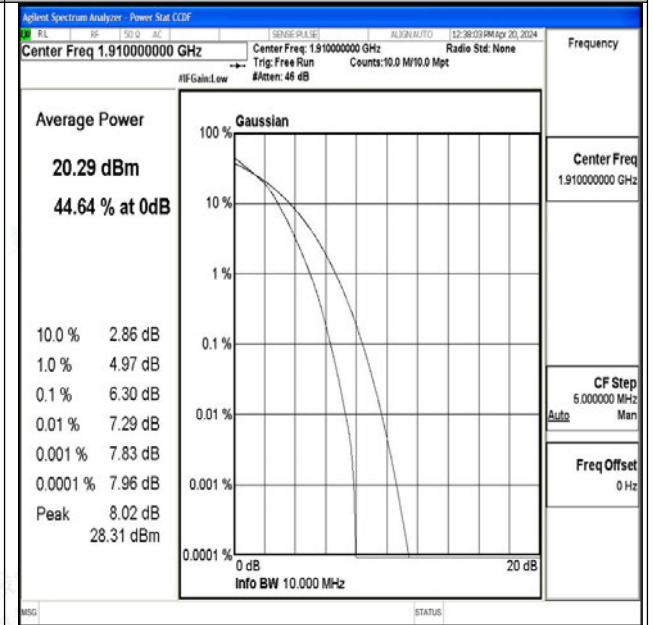 Agilent Spectrum Analyzer - Power Stat CCDF
RL RF 50 Ω AC SENSE:PULSE ALIGN AUTO 12:38:03 PM Apr 20, 2024
Center Freq 1.910000000 GHz
Center Freq: 1.910000000 GHz Radio Std: None
Trig: Free Run Counts:10.0 M/10.0 Mpt
#IFGain:Low #Atten: 46 dB
Frequency
Average Power
20.29 dBm
44.64 % at 0dB
10.0 % 2.86 dB
1.0 % 4.97 dB
0.1 % 6.30 dB
0.01 % 7.29 dB
0.001 % 7.83 dB
0.0001 % 7.96 dB
Peak 8.02 dB
28.31 dBm
Gaussian
100 %
10 %
1 %
0.1 %
0.01 %
0.001 %
0.0001 %
0 dB 20 dB
Info BW 10.000 MHz
Center Freq
1.910000000 GHz
CF Step
5.000000 MHz
Auto Man
Freq Offset
0 Hz
MSG STATUS